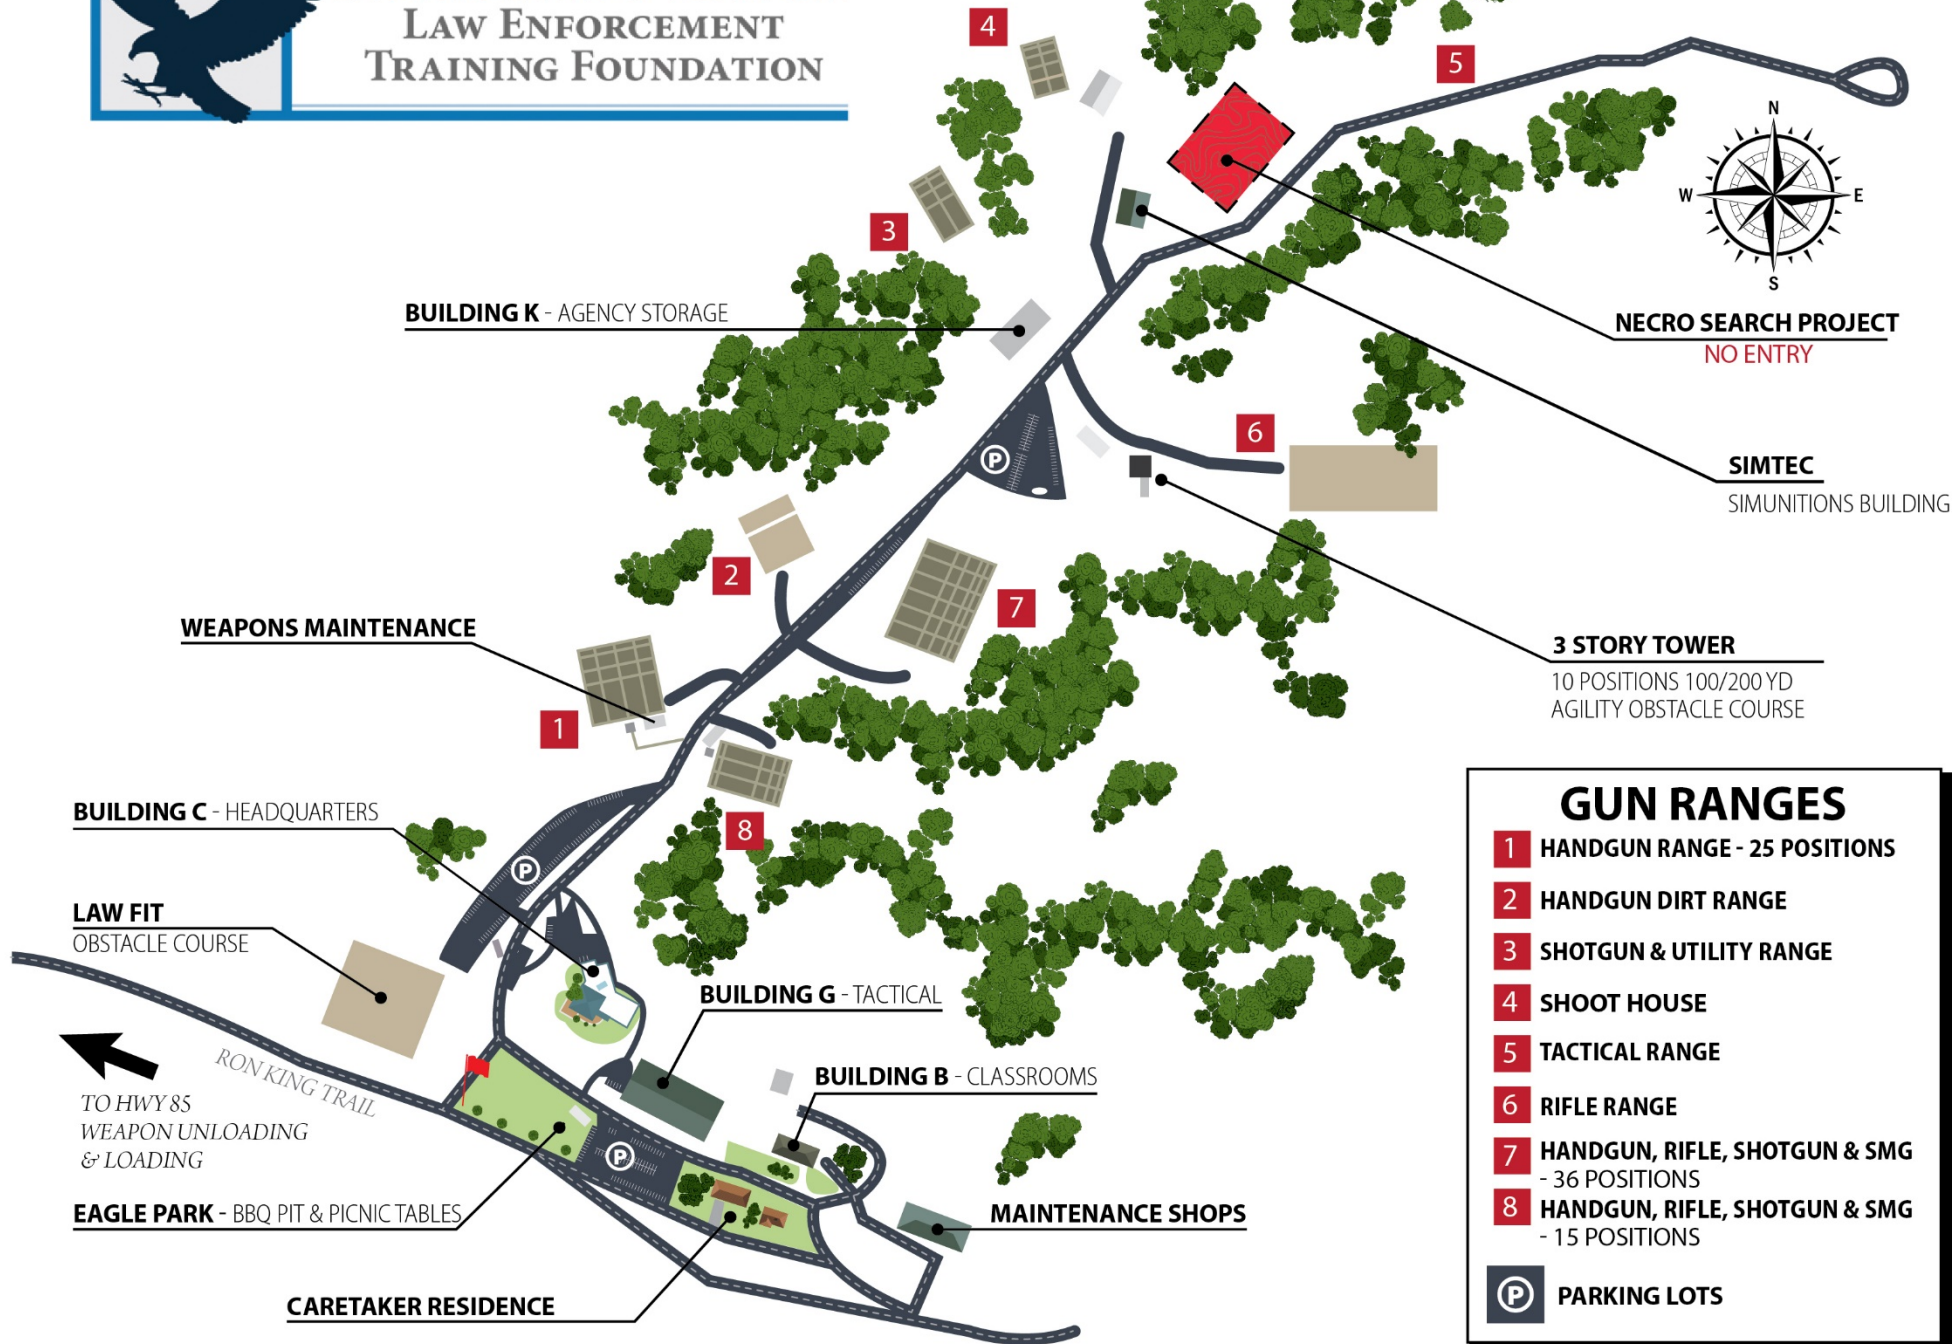 LAW ENFORCEMENT
TRAINING FOUNDATION
4
5
N
W
E
S
3
BUILDING K - AGENCY STORAGE
NECRO SEARCH PROJECT
NO ENTRY
6
P
SIMTEC
SIMUNITIONS BUILDING
2
7
WEAPONS MAINTENANCE
3 STORY TOWER
10 POSITIONS 100/200 YD
AGILITY OBSTACLE COURSE
1
BUILDING C - HEADQUARTERS
8
P
LAW FIT
OBSTACLE COURSE
BUILDING G - TACTICAL
RON KING TRAIL
BUILDING B - CLASSROOMS
TO HWY 85
WEAPON UNLOADING
& LOADING
P
EAGLE PARK - BBQ PIT & PICNIC TABLES
MAINTENANCE SHOPS
CARETAKER RESIDENCE
GUN RANGES
1 HANDGUN RANGE - 25 POSITIONS
2 HANDGUN DIRT RANGE
3 SHOTGUN & UTILITY RANGE
4 SHOOT HOUSE
5 TACTICAL RANGE
6 RIFLE RANGE
7 HANDGUN, RIFLE, SHOTGUN & SMG
- 36 POSITIONS
8 HANDGUN, RIFLE, SHOTGUN & SMG
- 15 POSITIONS
P PARKING LOTS